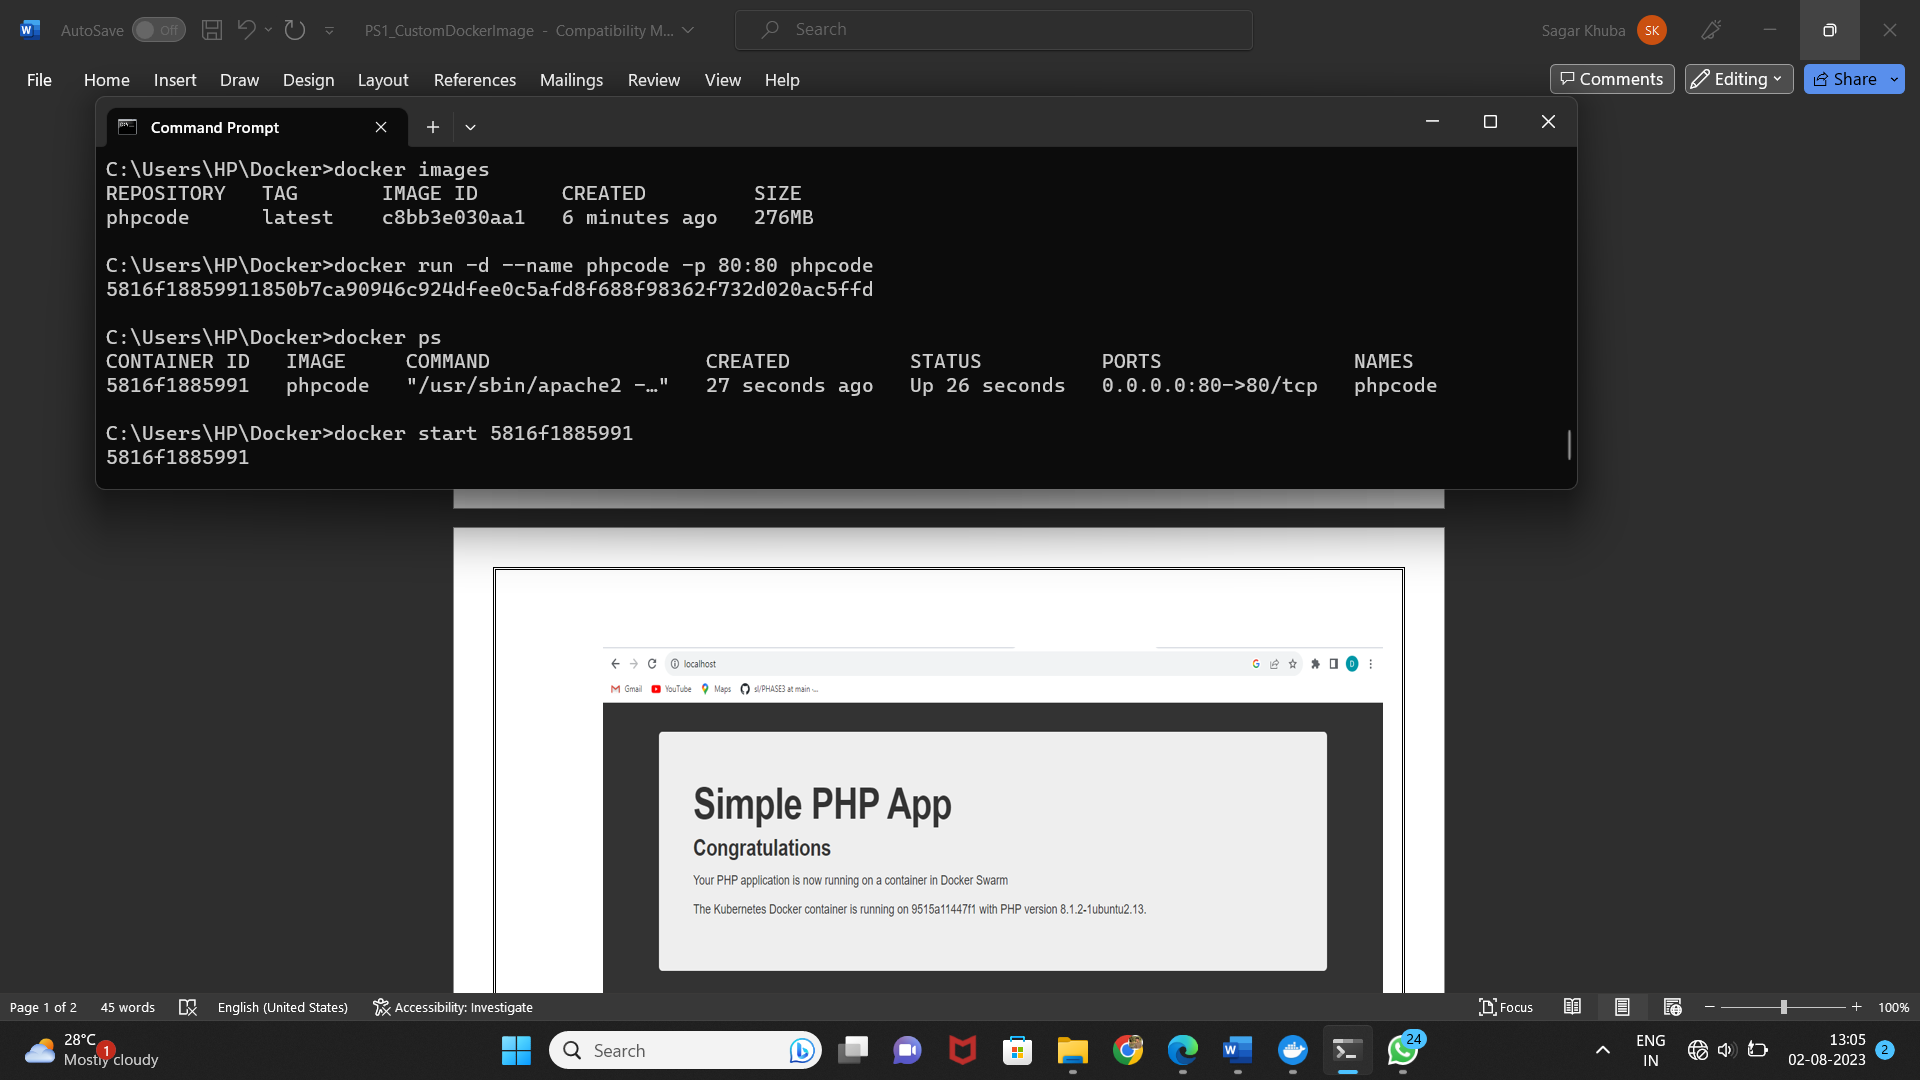 AutoSave Off PS1_CustomDockerImage - Compatibility M... Search Sagar Khuba SK
File Home Insert Draw Design Layout References Mailings Review View Help Comments Editing Share
Command Prompt
C:\Users\HP\Docker>docker images
REPOSITORY TAG IMAGE ID CREATED SIZE
phpcode latest c8bb3e030aa1 6 minutes ago 276MB
C:\Users\HP\Docker>docker run -d --name phpcode -p 80:80 phpcode
5816f18859911850b7ca90946c924dfee0c5afd8f688f98362f732d020ac5ffd
C:\Users\HP\Docker>docker ps
CONTAINER ID IMAGE COMMAND CREATED STATUS PORTS NAMES
5816f1885991 phpcode "/usr/sbin/apache2 -…" 27 seconds ago Up 26 seconds 0.0.0.0:80->80/tcp phpcode
C:\Users\HP\Docker>docker start 5816f1885991
5816f1885991
localhost
Gmail YouTube Maps sl/PHASE3 at main -...
Simple PHP App
Congratulations
Your PHP application is now running on a container in Docker Swarm
The Kubernetes Docker container is running on 9515a11447f1 with PHP version 8.1.2-1ubuntu2.13.
Page 1 of 2 45 words English (United States) Accessibility: Investigate Focus 100%
28°C
Mostly cloudy
1
Search
24
ENG
IN
13:05
02-08-2023
2